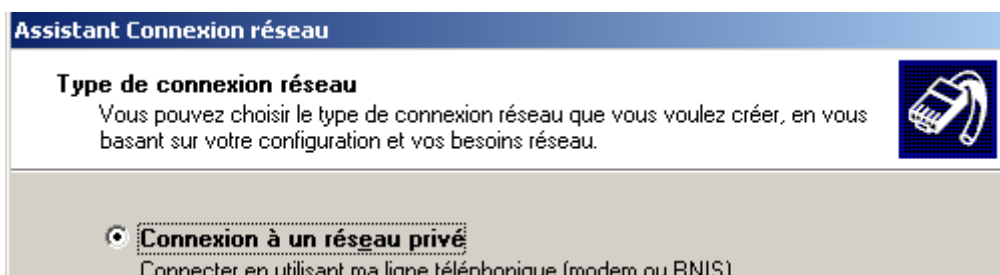 Assistant Connexion réseau
Type de connexion réseau
Vous pouvez choisir le type de connexion réseau que vous voulez créer, en vous
basant sur votre configuration et vos besoins réseau.
Connexion à un réseau privé
Connecter en utilisant ma ligne téléphonique (modem ou RNIS).